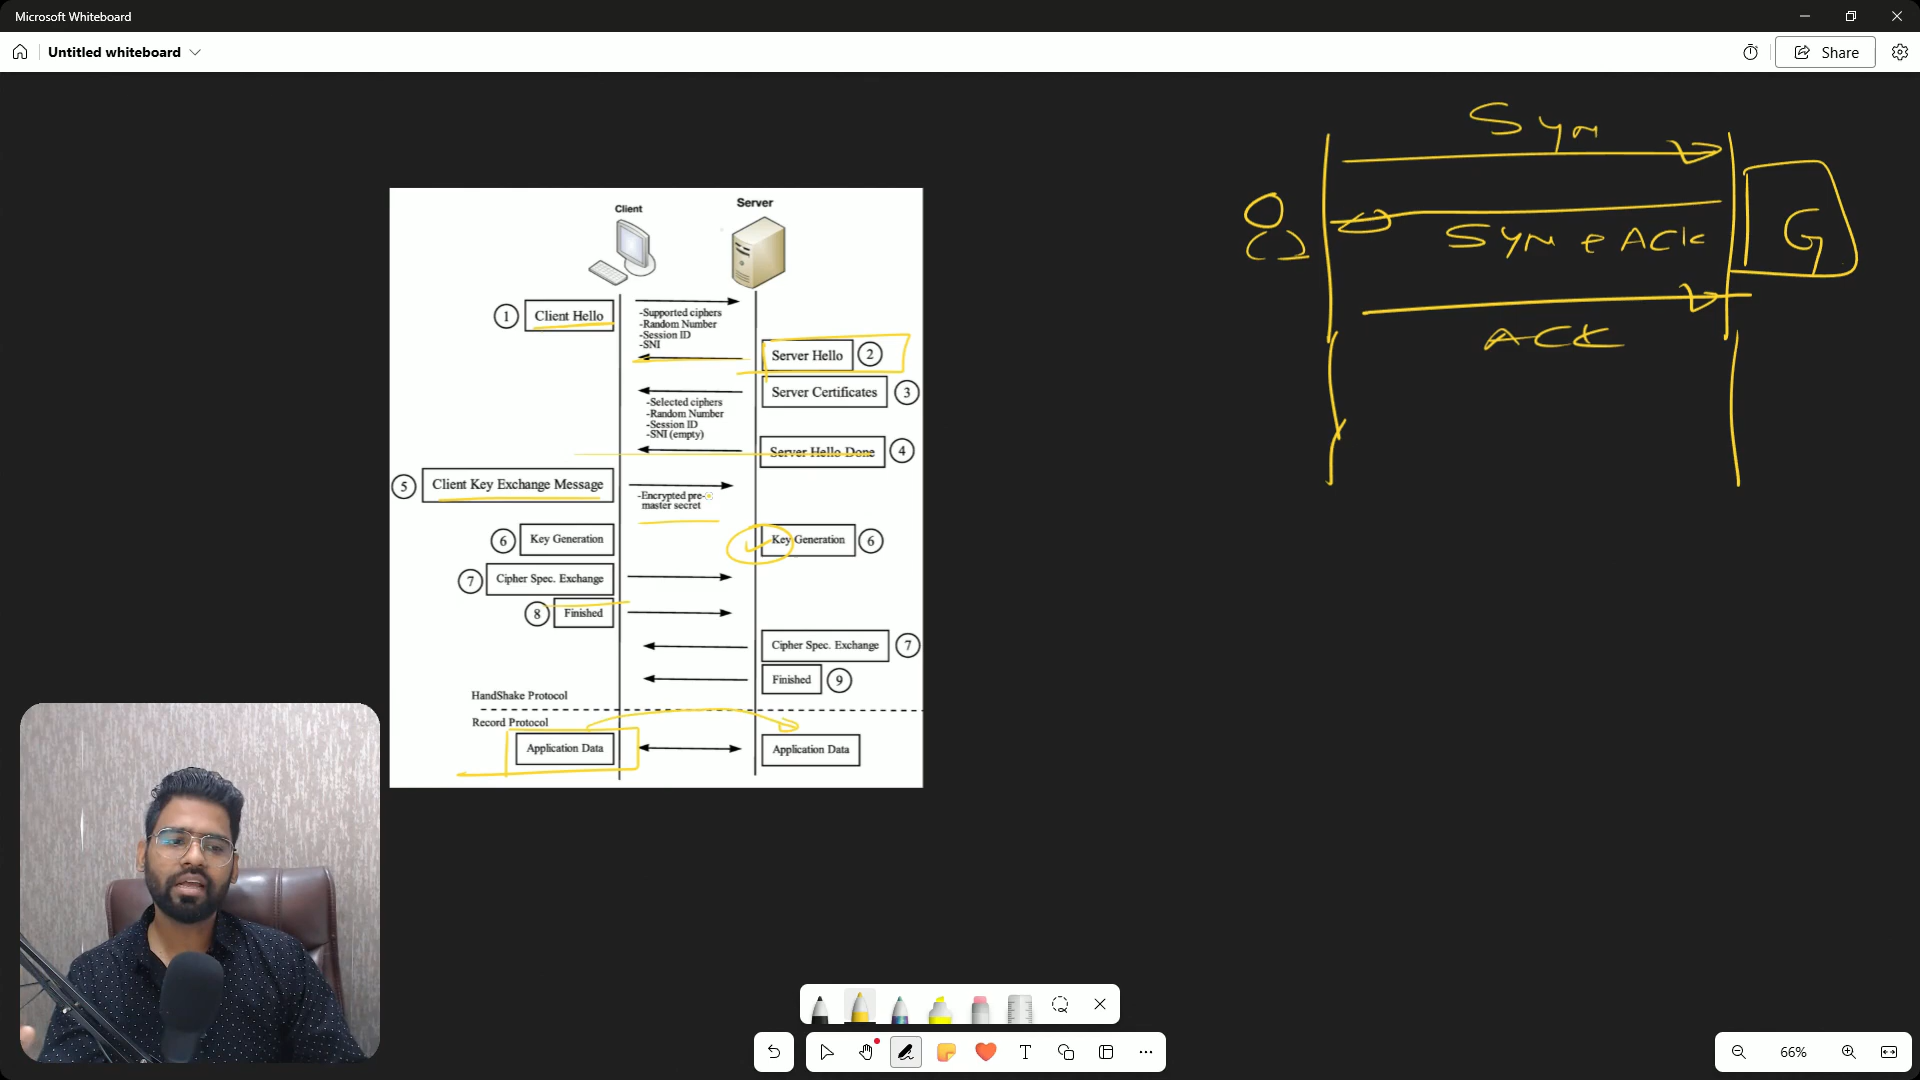 Microsoft Whiteboard
Untitled whiteboard
Share
Client
Server
1
Client Hello
-Supported ciphers
-Random Number
-Session ID
-SNI
Server Hello
2
Server Certificates
3
-Selected ciphers
-Random Number
-Session ID
-SNI (empty)
Server Hello Done
4
5
Client Key Exchange Message
-Encrypted pre-
master secret
6
Key Generation
Key Generation
6
7
Cipher Spec. Exchange
8
Finished
Cipher Spec. Exchange
7
Finished
9
HandShake Protocol
Record Protocol
Application Data
Application Data
Syn
SYN e ACK
G
ACK
66%